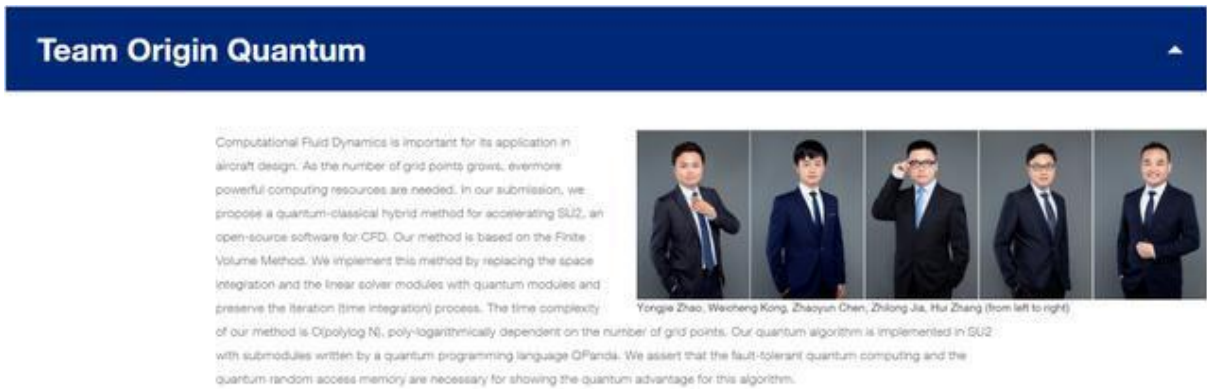 Team Origin Quantum
Computational Fluid Dynamics is important for its application in
aircraft design. As the number of grid points grows, evermore
powerful computing resources are needed. In our submission, we
propose a quantum-classical hybrid method for accelerating SU2, an
open-source software for CFD. Our method is based on the Finite
Volume Method. We implement this method by replacing the space
integration and the linear solver modules with quantum modules and
preserve the iteration (time integration) process. The time complexity
Yongjie Zhao, Weicheng Kong, Zhaoyun Chen, Zhilong Jia, Hui Zhang (from left to right)
of our method is O(polylog N), poly-logarithmically dependent on the number of grid points. Our quantum algorithm is implemented in SU2
with submodules written by a quantum programming language QPanda. We assert that the fault-tolerant quantum computing and the
quantum random access memory are necessary for showing the quantum advantage for this algorithm.